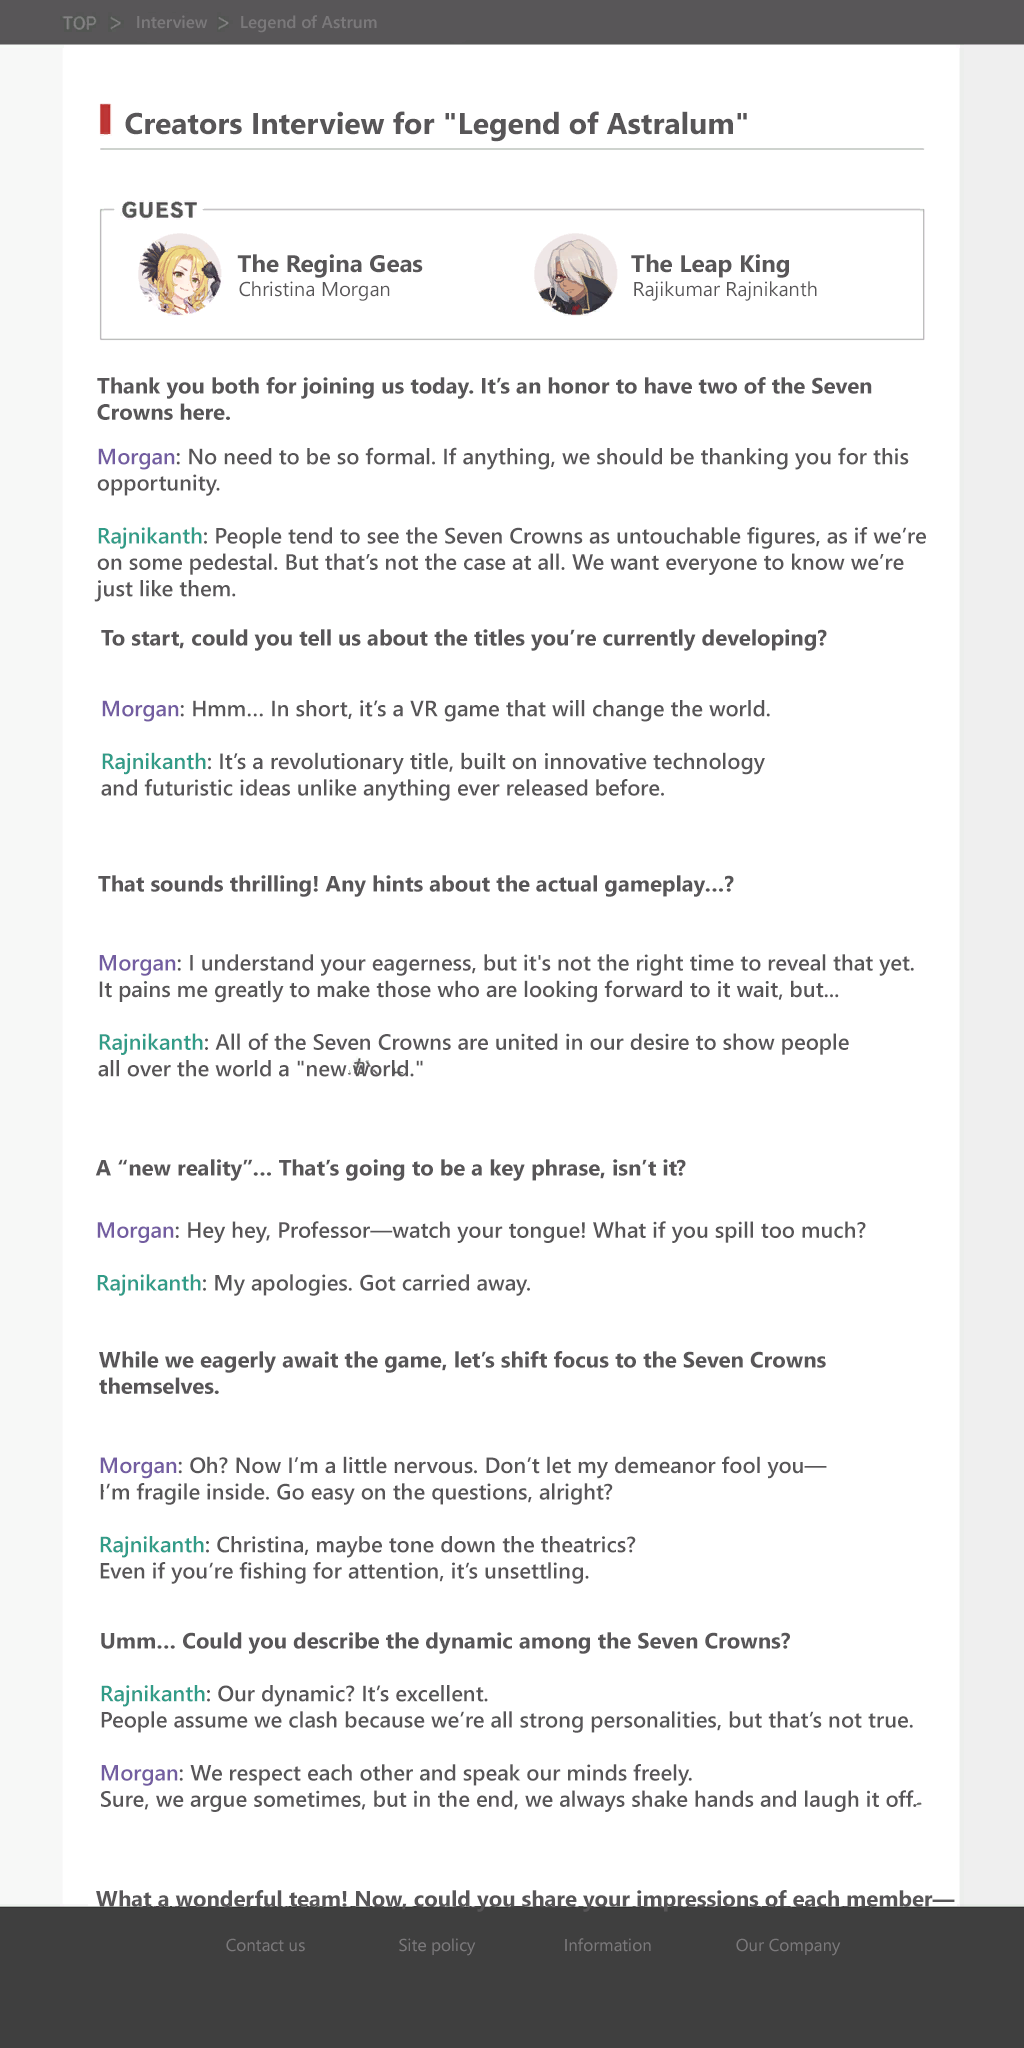 TOP > Interview > Legend of Astrum
Creators Interview for "Legend of Astralum"
GUEST
The Regina Geas
Christina Morgan
The Leap King
Rajikumar Rajnikanth
Thank you both for joining us today. It’s an honor to have two of the Seven
Crowns here.
Morgan: No need to be so formal. If anything, we should be thanking you for this
opportunity.
Rajnikanth: People tend to see the Seven Crowns as untouchable figures, as if we’re
on some pedestal. But that’s not the case at all. We want everyone to know we’re
just like them.
To start, could you tell us about the titles you’re currently developing?
Morgan: Hmm... In short, it’s a VR game that will change the world.
Rajnikanth: It’s a revolutionary title, built on innovative technology
and futuristic ideas unlike anything ever released before.
That sounds thrilling! Any hints about the actual gameplay...?
Morgan: I understand your eagerness, but it's not the right time to reveal that yet.
It pains me greatly to make those who are looking forward to it wait, but...
Rajnikanth: All of the Seven Crowns are united in our desire to show people
all over the world a "new world."
A “new reality”... That’s going to be a key phrase, isn’t it?
Morgan: Hey hey, Professor—watch your tongue! What if you spill too much?
Rajnikanth: My apologies. Got carried away.
While we eagerly await the game, let’s shift focus to the Seven Crowns
themselves.
Morgan: Oh? Now I’m a little nervous. Don’t let my demeanor fool you—
I’m fragile inside. Go easy on the questions, alright?
Rajnikanth: Christina, maybe tone down the theatrics?
Even if you’re fishing for attention, it’s unsettling.
Umm... Could you describe the dynamic among the Seven Crowns?
Rajnikanth: Our dynamic? It’s excellent.
People assume we clash because we’re all strong personalities, but that’s not true.
Morgan: We respect each other and speak our minds freely.
Sure, we argue sometimes, but in the end, we always shake hands and laugh it off.
What a wonderful team! Now, could you share your impressions of each member—
Contact us
Site policy
Information
Our Company